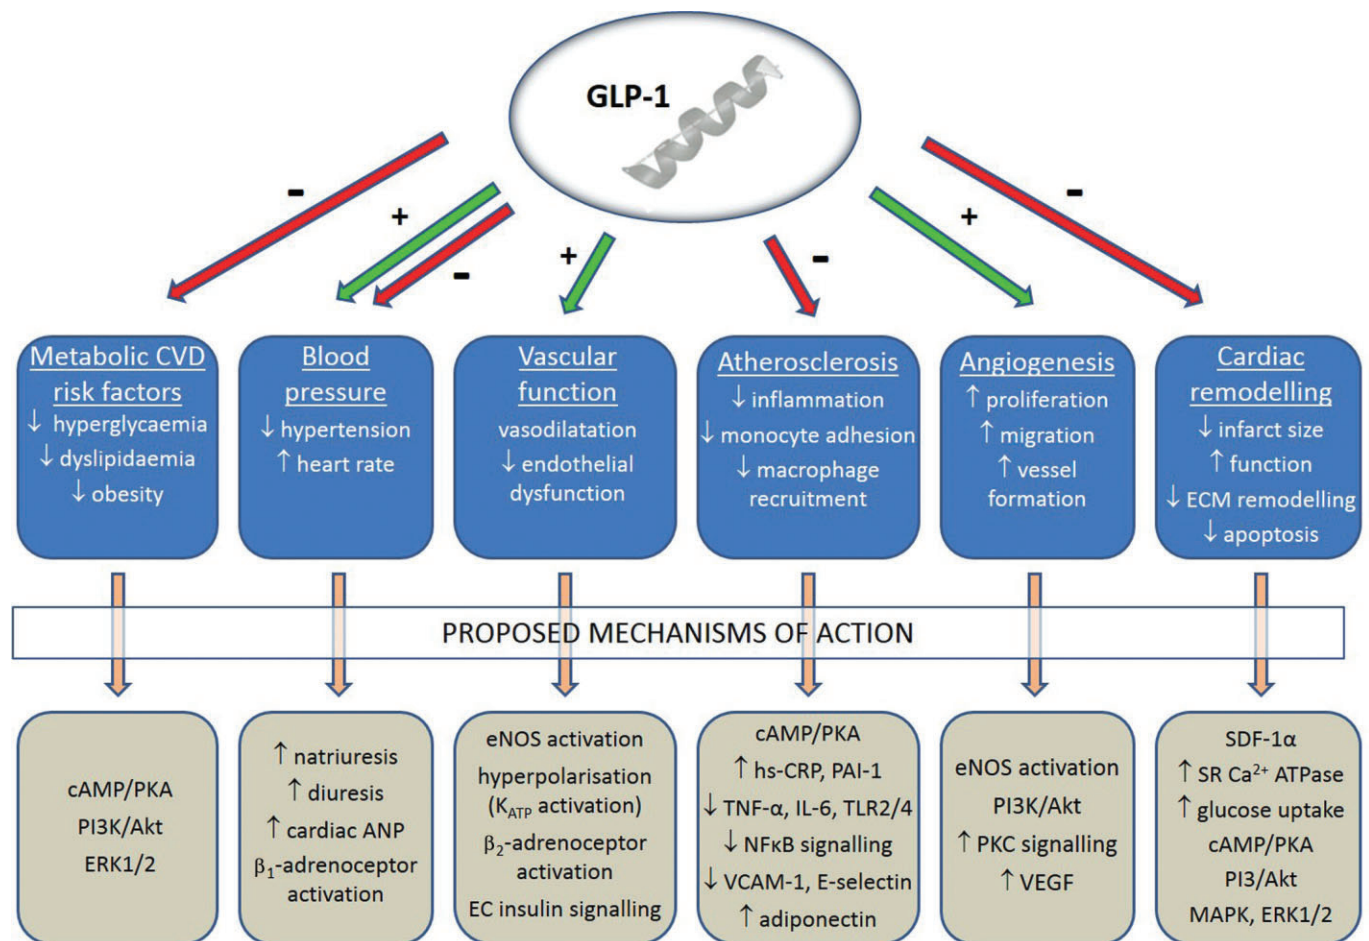 GLP-1
-
+
-
+
-
+
-
Metabolic CVD
risk factors
↓ hyperglycaemia
↓ dyslipidaemia
↓ obesity
Blood
pressure
↓ hypertension
↑ heart rate
Vascular
function
vasodilatation
↓ endothelial
dysfunction
Atherosclerosis
↓ inflammation
↓ monocyte adhesion
↓ macrophage
recruitment
Angiogenesis
↑ proliferation
↑ migration
↑ vessel
formation
Cardiac
remodelling
↓ infarct size
↑ function
↓ ECM remodelling
↓ apoptosis
PROPOSED MECHANISMS OF ACTION
cAMP/PKA
PI3K/Akt
ERK1/2
↑ natriuresis
↑ diuresis
↑ cardiac ANP
β₁-adrenoceptor
activation
eNOS activation
hyperpolarisation
(K_ATP activation)
β₂-adrenoceptor
activation
EC insulin signalling
cAMP/PKA
↑ hs-CRP, PAI-1
↓ TNF-α, IL-6, TLR2/4
↓ NFκB signalling
↓ VCAM-1, E-selectin
↑ adiponectin
eNOS activation
PI3K/Akt
↑ PKC signalling
↑ VEGF
SDF-1α
↑ SR Ca²⁺ ATPase
↑ glucose uptake
cAMP/PKA
PI3/Akt
MAPK, ERK1/2